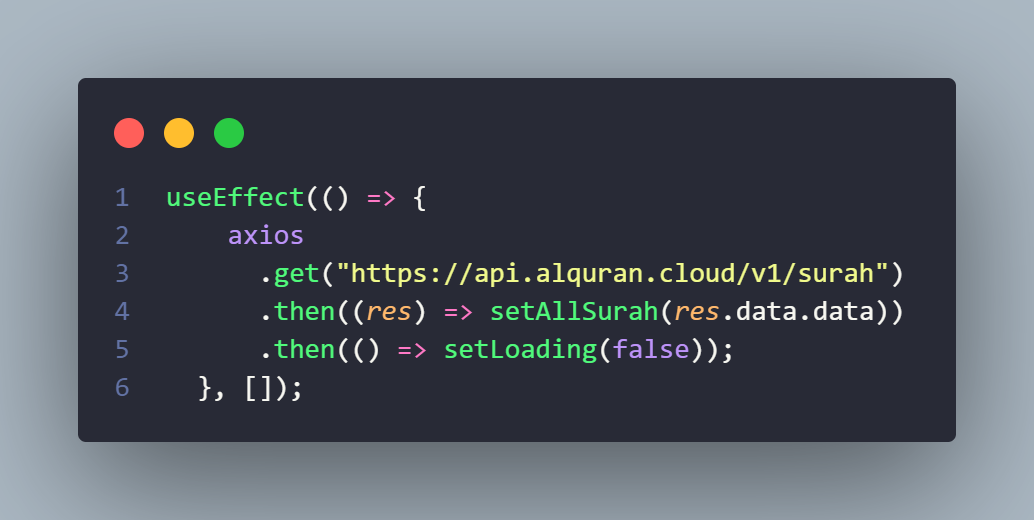 1 useEffect(() => {
2     axios
3       .get("https://api.alquran.cloud/v1/surah")
4       .then((res) => setAllSurah(res.data.data))
5       .then(() => setLoading(false));
6   }, []);